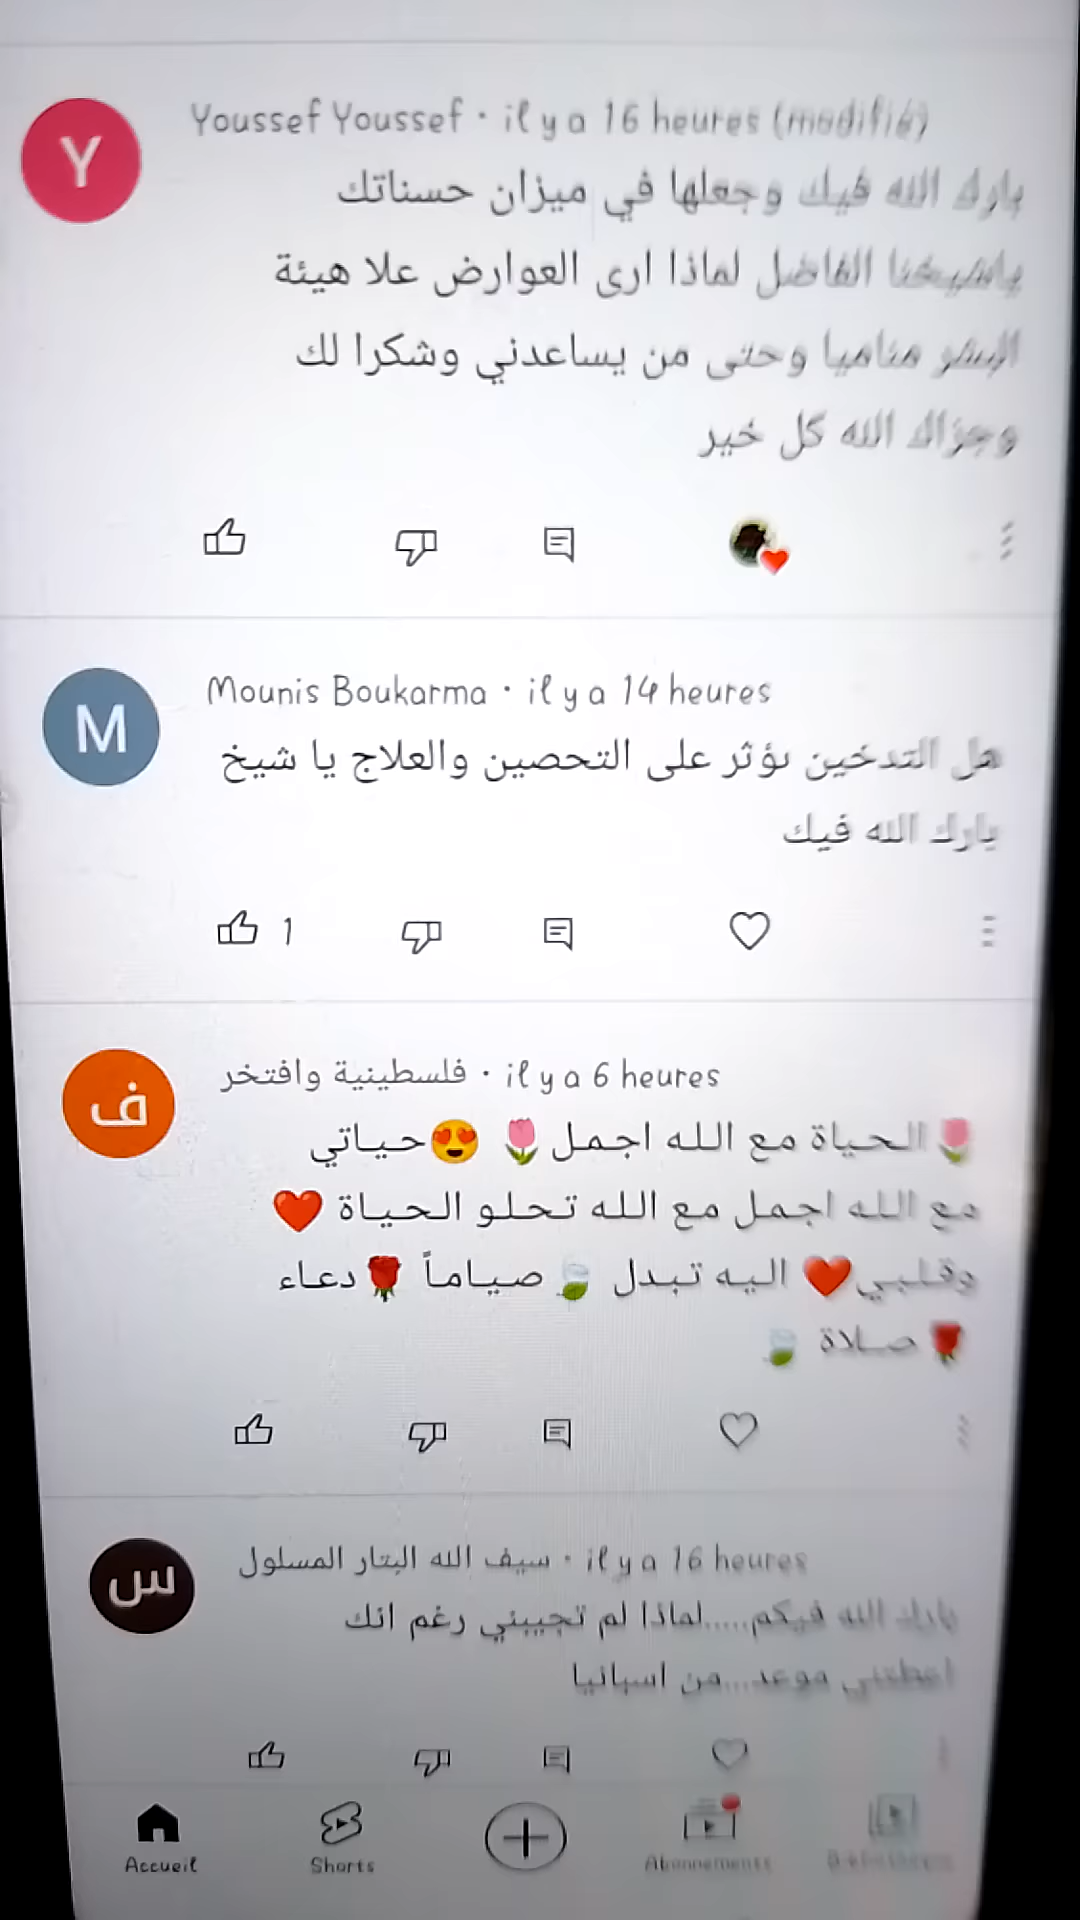 Y
Youssef Youssef · il y a 16 heures (modifié)
بارك الله فيك وجعلها في ميزان حسناتك
ياشيخنا الفاضل لماذا ارى العوارض علا هيئة
البشر مناميا وحتى من يساعدني وشكرا لك
وجزاك الله كل خير
M
Mounis Boukarma · il y a 14 heures
هل التدخين يؤثر على التحصين والعلاج يا شيخ
بارك الله فيك
1
ف
فلسطينية وافتخر · il y a 6 heures
🌷الحياة مع الله اجمل🌷 😍حياتي
مع الله اجمل مع الله تحلو الحياة ❤️
وقلبي❤️ اليه تبدل 🍃صياماً 🌹دعاء
🌹صلاة 🍃
س
سيف الله البتار المسلول · il y a 16 heures
بارك الله فيكم.....لماذا لم تجيبني رغم انك
اعطتني موعد...من اسبانيا
Accueil
Shorts
Abonnements